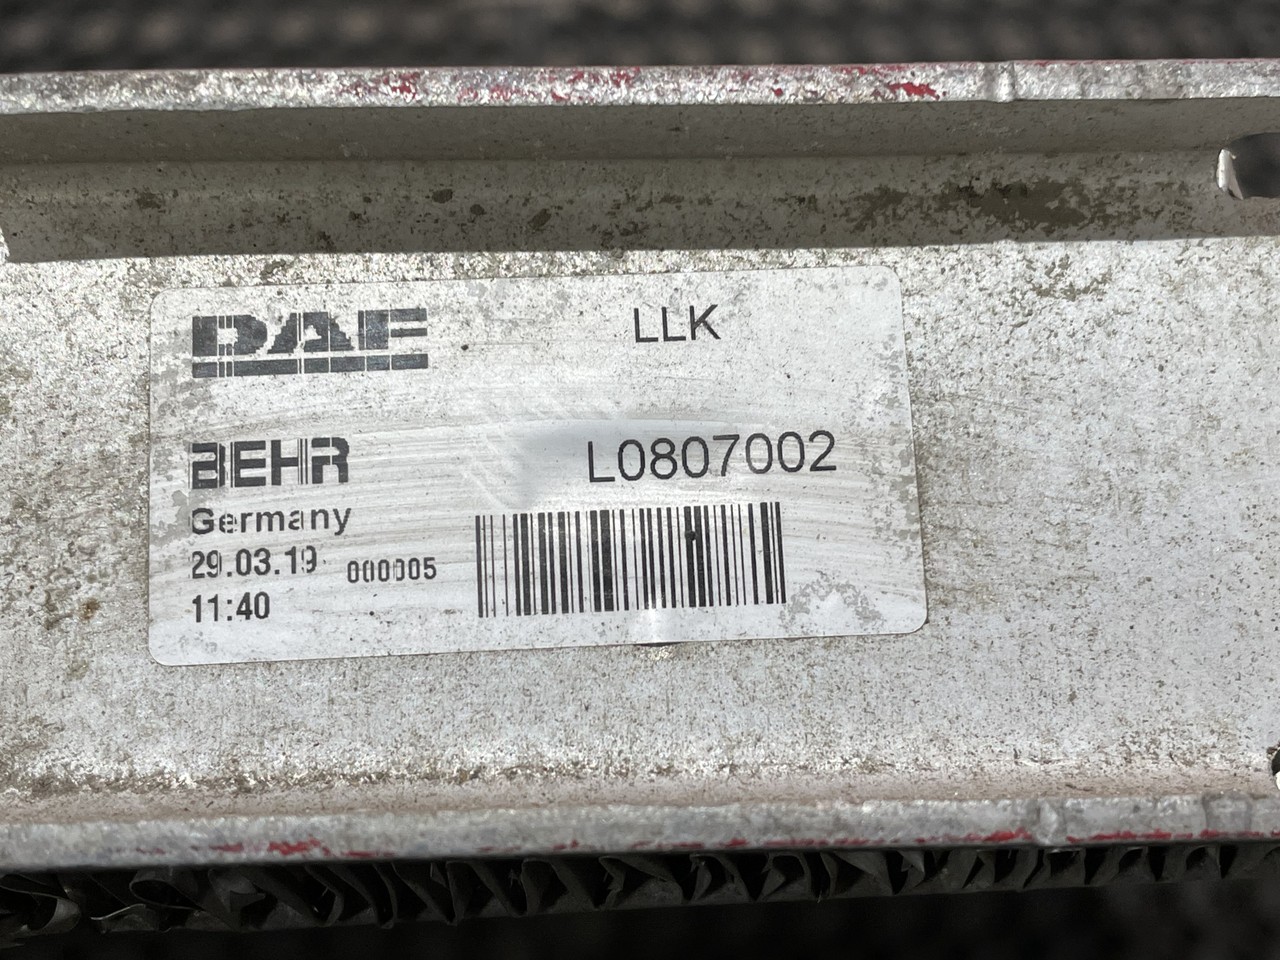 DAF
LLK
BEHR
L0807002
Germany
29.03.19 000005
11:40